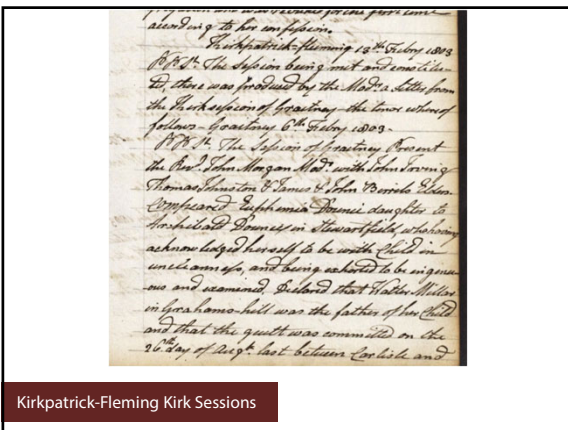 according to her confession.
Kirkpatrick-fleming 13th Febry 1803
The Session being met and constitu-
ted, there was produced by the Modr. a letter from
the Kirk session of Graitney the tenor whereof
follows - Graitney 6th Febry 1803 -
The Session of Graitney Present
the Revd. John Morgan Modr. with John Irving
Thomas Johnston & James & John Elders
Compeared Euphemia Downie daughter to
Archibald Downie in Stewartfield, who having
acknowledged herself to be with Child in
uncleanness, and being exhorted to be ingenu-
ous and examined, Declared that Walter Millar
in Grahams-hill was the father of her Child
and that the guilt was committed on the
26th day of Augt. last between Carlisle and
Kirkpatrick-Fleming Kirk Sessions